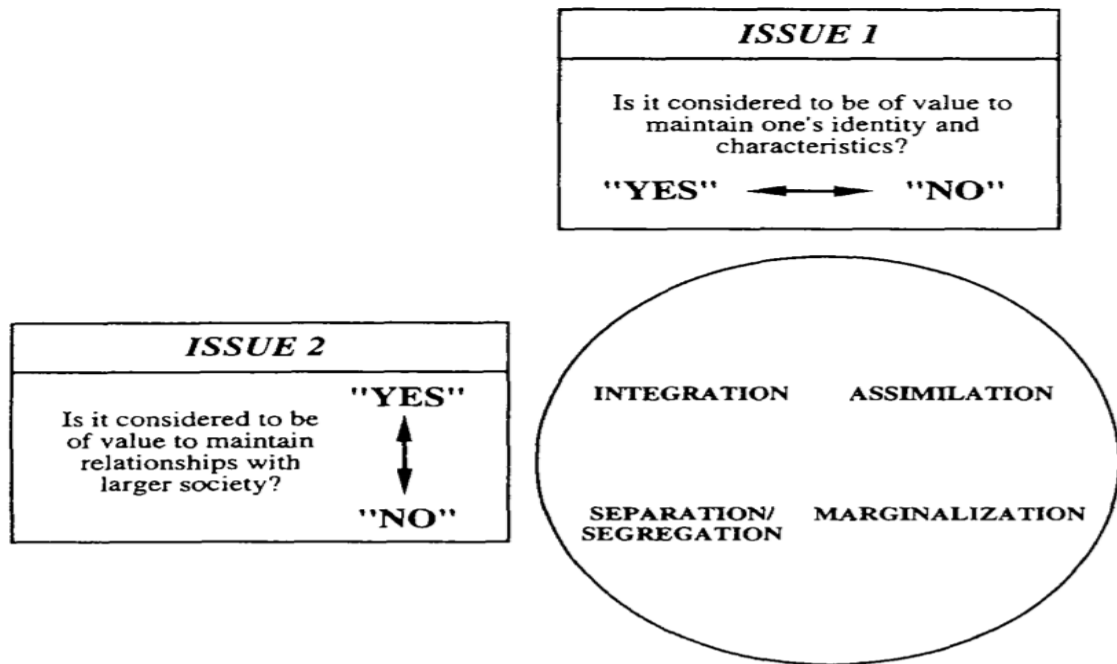 ISSUE 1
Is it considered to be of value to
maintain one's identity and
characteristics?
"YES" "NO"
ISSUE 2
"YES"
Is it considered to be
of value to maintain
relationships with
larger society?
"NO"
INTEGRATION ASSIMILATION
SEPARATION/ MARGINALIZATION
SEGREGATION